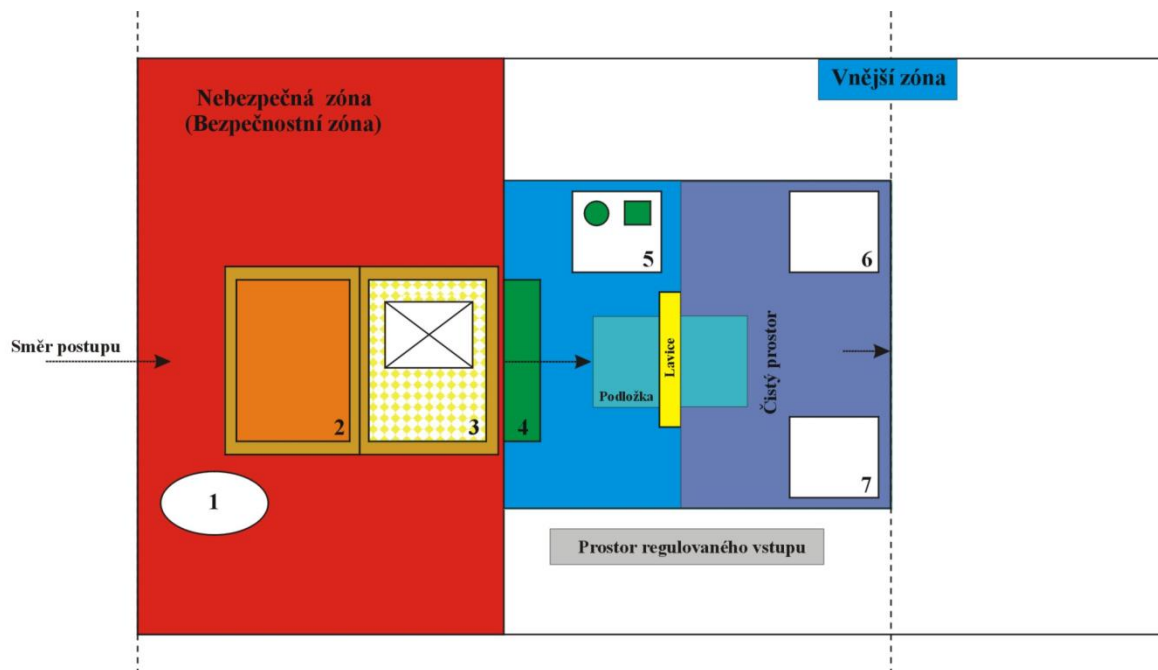 Nebezpečná zóna
(Bezpečnostní zóna)
Vnější zóna
Směr postupu
1
2
3
4
5
6
7
Podložka
Lavice
Čistý prostor
Prostor regulovaného vstupu